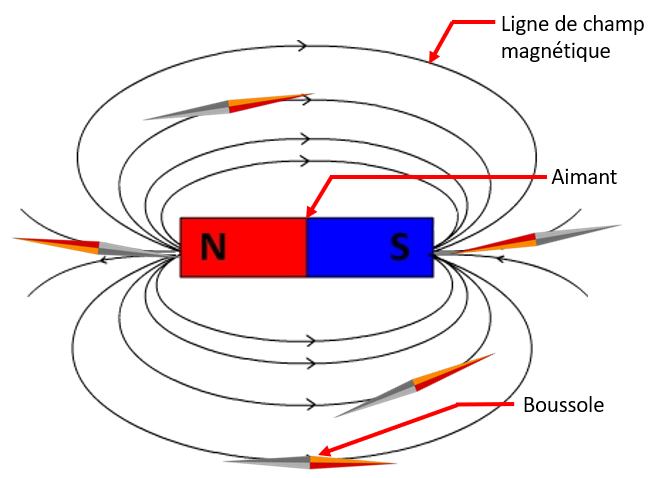 Ligne de champ
magnétique
Aimant
N S
Boussole